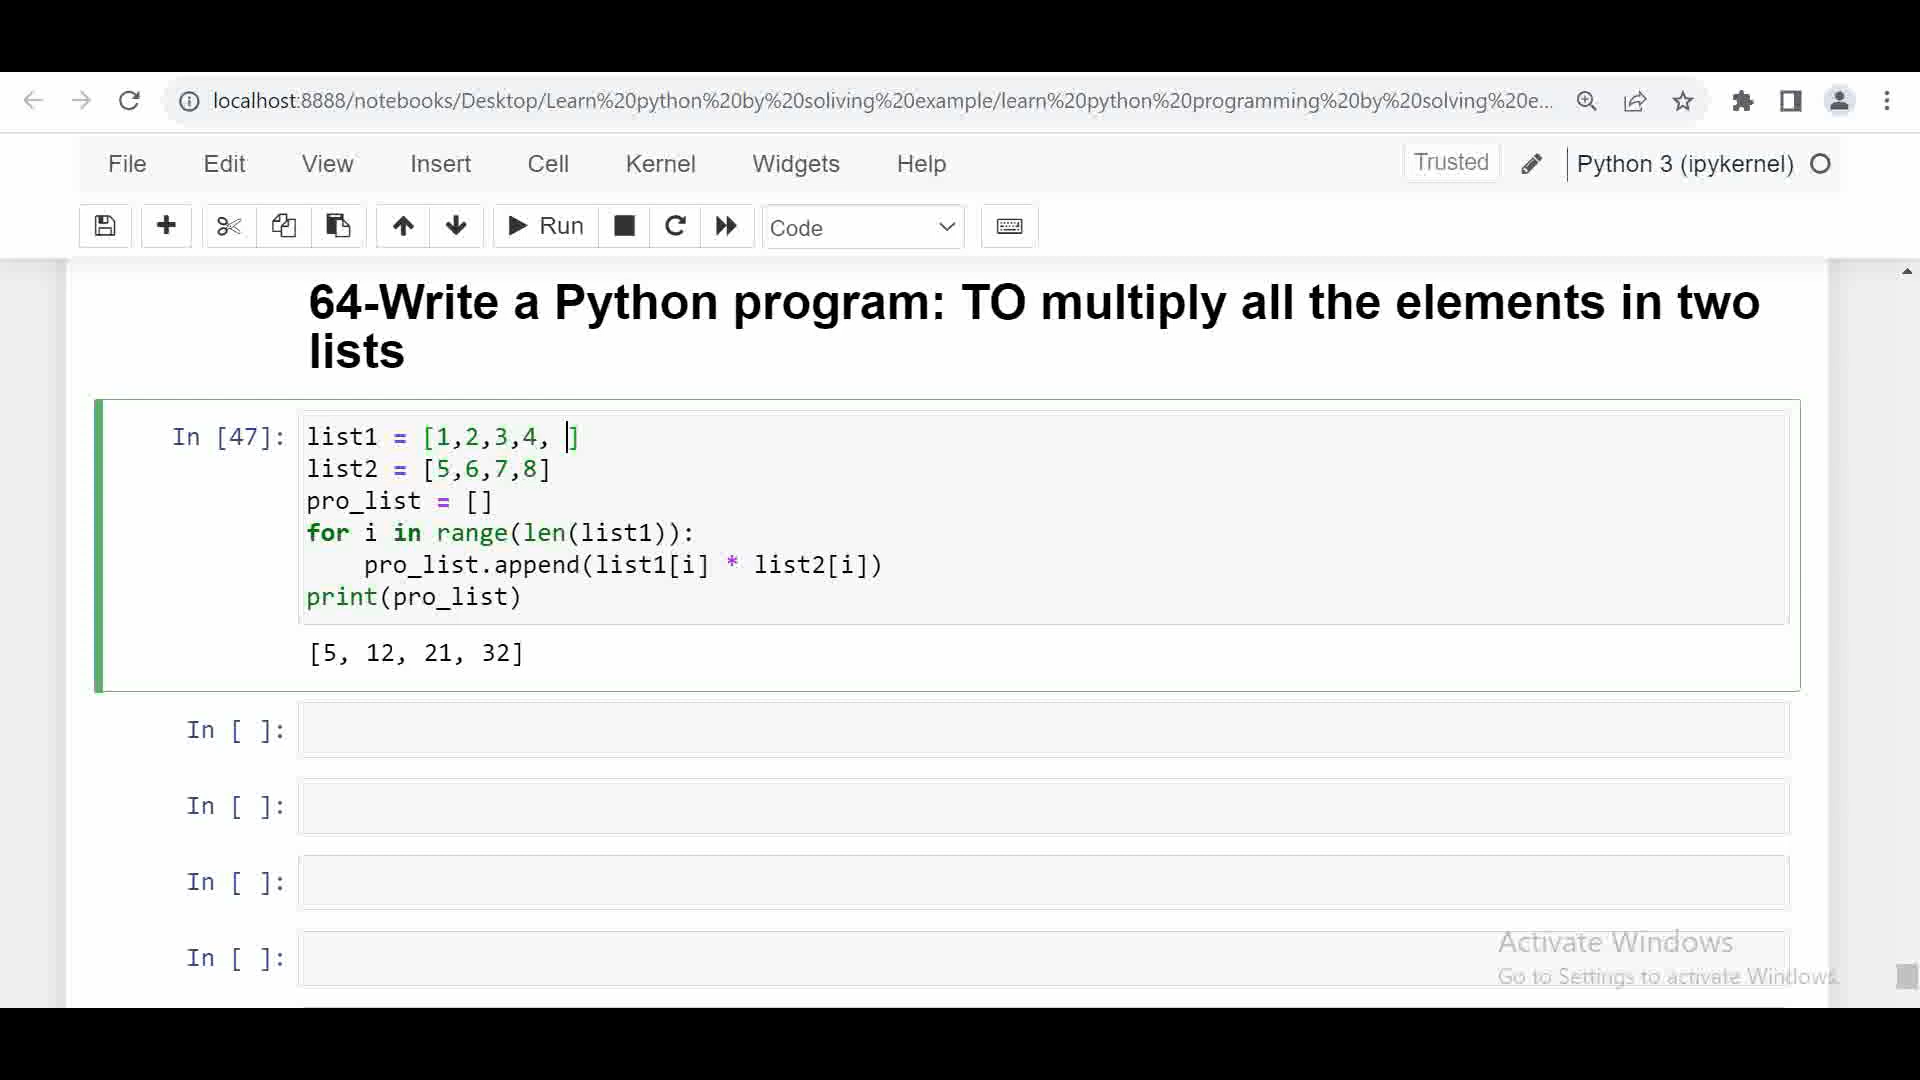 localhost:8888/notebooks/Desktop/Learn%20python%20by%20soliving%20example/learn%20python%20programming%20by%20solving%20e...
File Edit View Insert Cell Kernel Widgets Help Trusted Python 3 (ipykernel)
Run Code
64-Write a Python program: TO multiply all the elements in two
lists
In [47]: list1 = [1,2,3,4, ]
list2 = [5,6,7,8]
pro_list = []
for i in range(len(list1)):
    pro_list.append(list1[i] * list2[i])
print(pro_list)
[5, 12, 21, 32]
In [ ]:
In [ ]:
In [ ]:
In [ ]:
Activate Windows
Go to Settings to activate Windows.